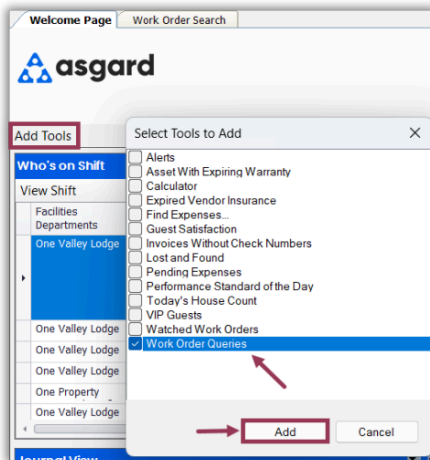 Welcome Page
Work Order Search
asgard
Add Tools
Select Tools to Add
Who's on Shift
View Shift
Facilities
Departments
One Valley Lodge
One Valley Lodge
One Valley Lodge
One Valley Lodge
One Property
One Valley Lodge
Alerts
Asset With Expiring Warranty
Calculator
Expired Vendor Insurance
Find Expenses...
Guest Satisfaction
Invoices Without Check Numbers
Lost and Found
Pending Expenses
Performance Standard of the Day
Today's House Count
VIP Guests
Watched Work Orders
Work Order Queries
Add
Cancel
Journal View